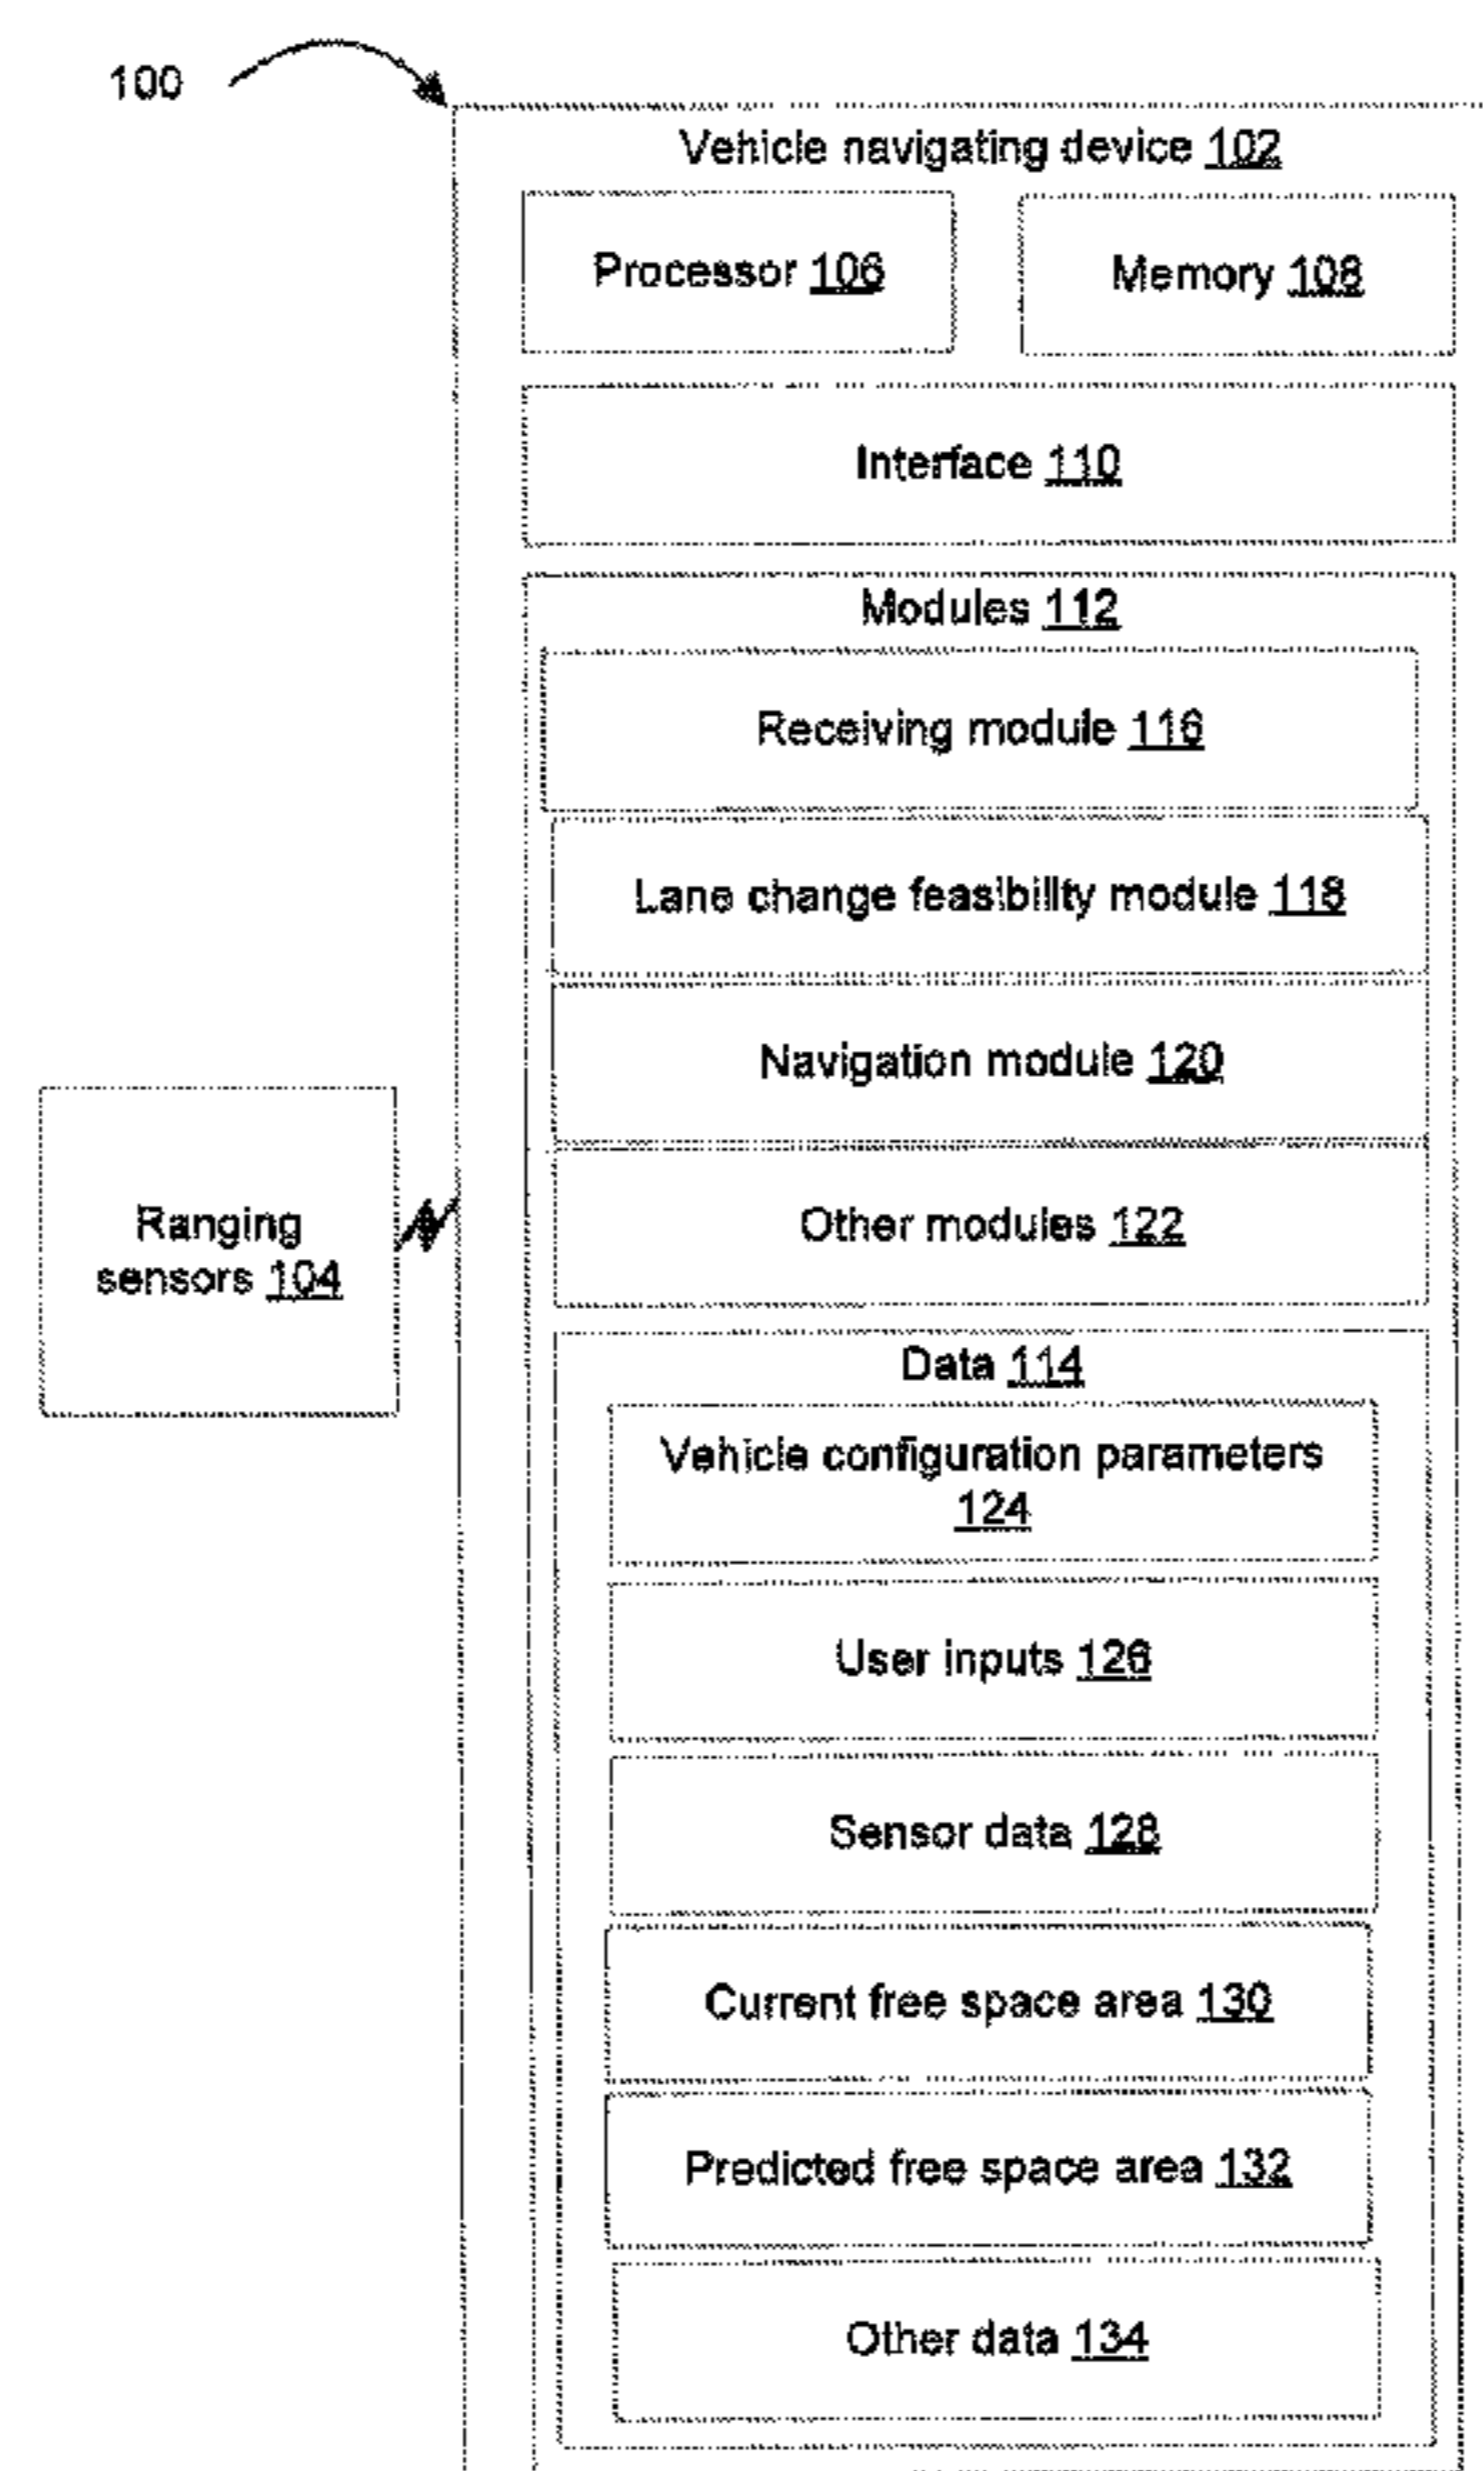 100
Vehicle navigating device 102
Processor 106
Memory 108
Interface 110
Modules 112
Receiving module 116
Lane change feasibility module 118
Navigation module 120
Other modules 122
Ranging
sensors 104
Data 114
Vehicle configuration parameters
124
User inputs 126
Sensor data 128
Current free space area 130
Predicted free space area 132
Other data 134